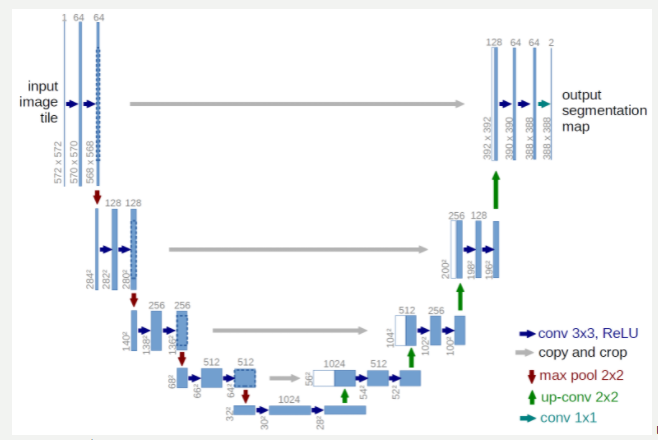 1 64 64
128 64 64 2
input
image
tile
output
segmentation
map
572 x 572
570 x 570
568 x 568
392 x 392
390 x 390
388 x 388
388 x 388
128 128
256 128
284²
282²
280²
200²
198²
196²
256 256
512 256
140²
138²
136²
104²
102²
100²
512 512
1024 512
68²
66²
64²
56²
54²
52²
1024
32²
30²
28²
conv 3x3, ReLU
copy and crop
max pool 2x2
up-conv 2x2
conv 1x1